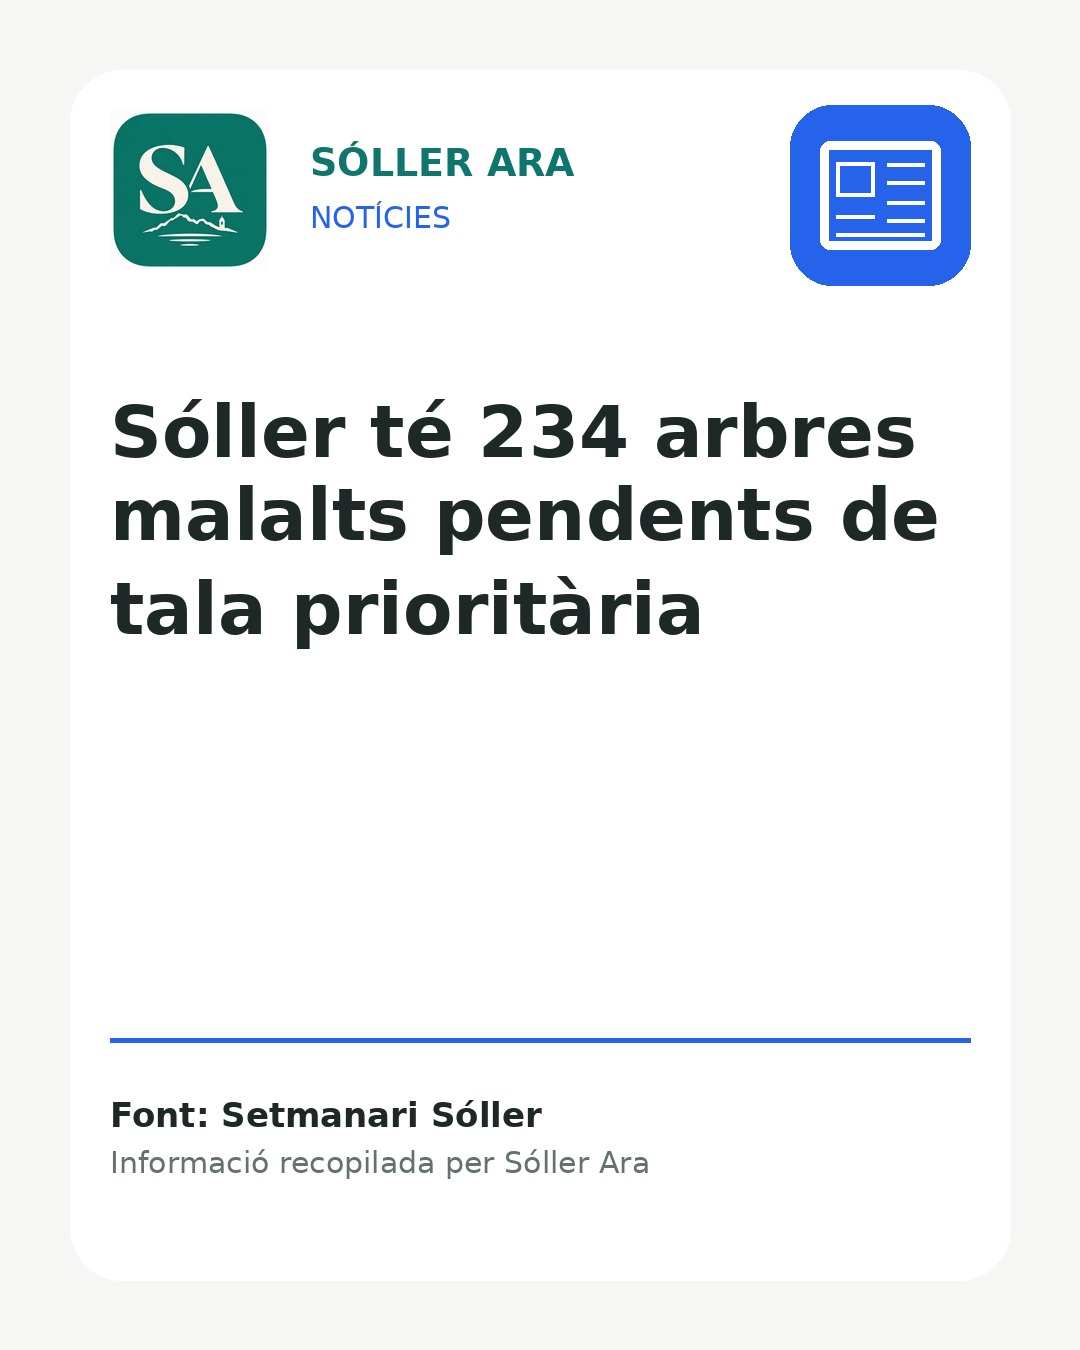 SA
SÓLLER ARA
NOTÍCIES
Sóller té 234 arbres
malalts pendents de
tala prioritària
Font: Setmanari Sóller
Informació recopilada per Sóller Ara